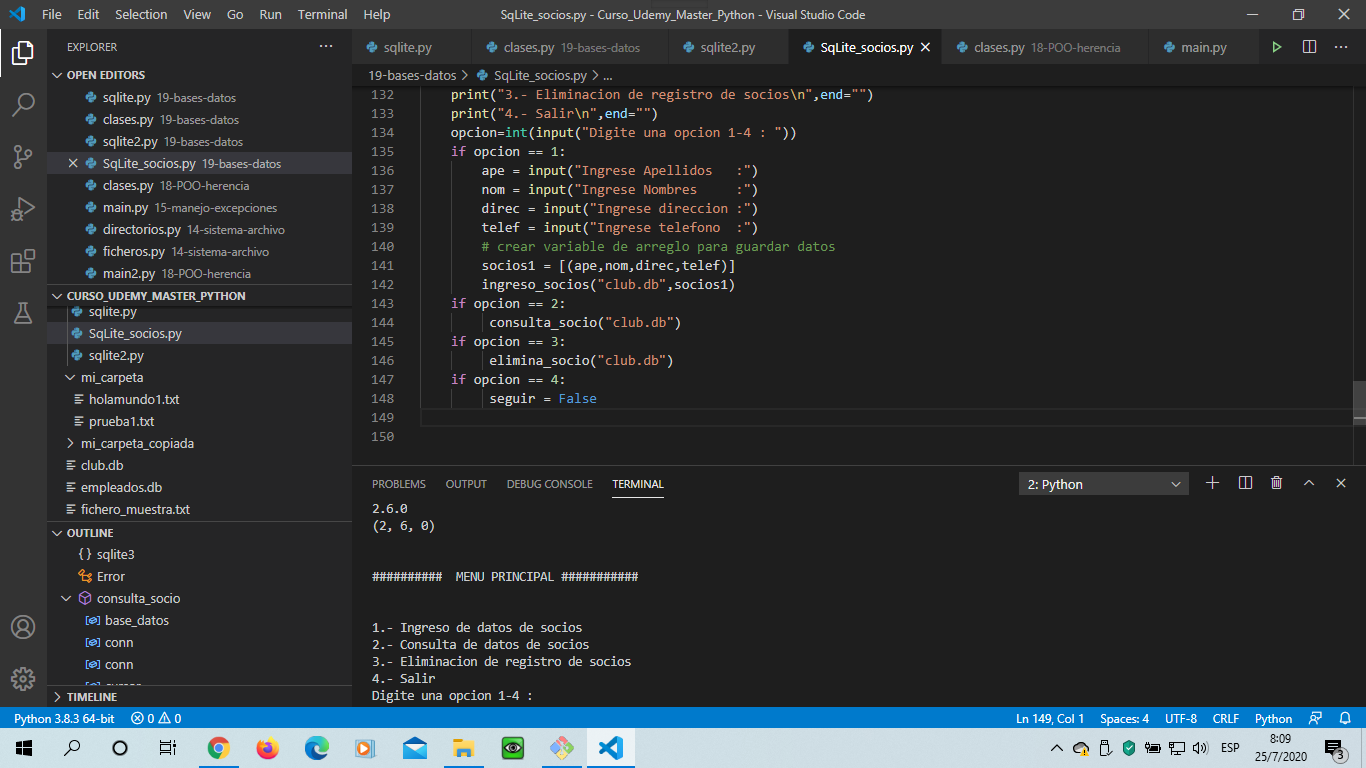 File Edit Selection View Go Run Terminal Help
SqLite_socios.py - Curso_Udemy_Master_Python - Visual Studio Code
EXPLORER
OPEN EDITORS
sqlite.py 19-bases-datos
clases.py 19-bases-datos
sqlite2.py 19-bases-datos
SqLite_socios.py 19-bases-datos
clases.py 18-POO-herencia
main.py 15-manejo-excepciones
directorios.py 14-sistema-archivo
ficheros.py 14-sistema-archivo
main2.py 18-POO-herencia
CURSO_UDEMY_MASTER_PYTHON
sqlite.py
SqLite_socios.py
sqlite2.py
mi_carpeta
holamundo1.txt
prueba1.txt
mi_carpeta_copiada
club.db
empleados.db
fichero_muestra.txt
OUTLINE
{} sqlite3
Error
consulta_socio
base_datos
conn
conn
cursor
TIMELINE
sqlite.py
clases.py 19-bases-datos
sqlite2.py
SqLite_socios.py
clases.py 18-POO-herencia
main.py
19-bases-datos > SqLite_socios.py > ...
132 print("3.- Eliminacion de registro de socios\n",end="")
133 print("4.- Salir\n",end="")
134 opcion=int(input("Digite una opcion 1-4 : "))
135 if opcion == 1:
136 ape = input("Ingrese Apellidos   :")
137 nom = input("Ingrese Nombres     :")
138 direc = input("Ingrese direccion :")
139 telef = input("Ingrese telefono  :")
140 # crear variable de arreglo para guardar datos
141 socios1 = [(ape,nom,direc,telef)]
142 ingreso_socios("club.db",socios1)
143 if opcion == 2:
144 consulta_socio("club.db")
145 if opcion == 3:
146 elimina_socio("club.db")
147 if opcion == 4:
148 seguir = False
149
150
PROBLEMS OUTPUT DEBUG CONSOLE TERMINAL
2: Python
2.6.0
(2, 6, 0)
##########  MENU PRINCIPAL ###########
1.- Ingreso de datos de socios
2.- Consulta de datos de socios
3.- Eliminacion de registro de socios
4.- Salir
Digite una opcion 1-4 :
Python 3.8.3 64-bit 0 0 Ln 149, Col 1 Spaces: 4 UTF-8 CRLF Python
ESP
8:09
25/7/2020
3